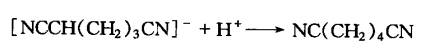 [NCCH(CH₂)₃CN]⁻ + H⁺ ⟶ NC(CH₂)₄CN